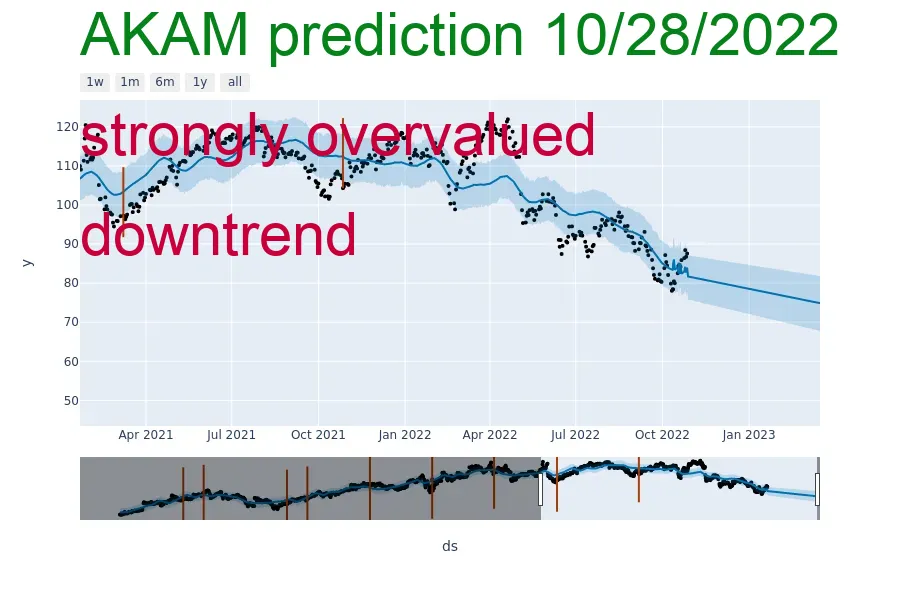 AKAM prediction 10/28/2022
1w 1m 6m 1y all
strongly overvalued
downtrend
120
110
100
90
80
70
60
50
y
Apr 2021 Jul 2021 Oct 2021 Jan 2022 Apr 2022 Jul 2022 Oct 2022 Jan 2023
ds